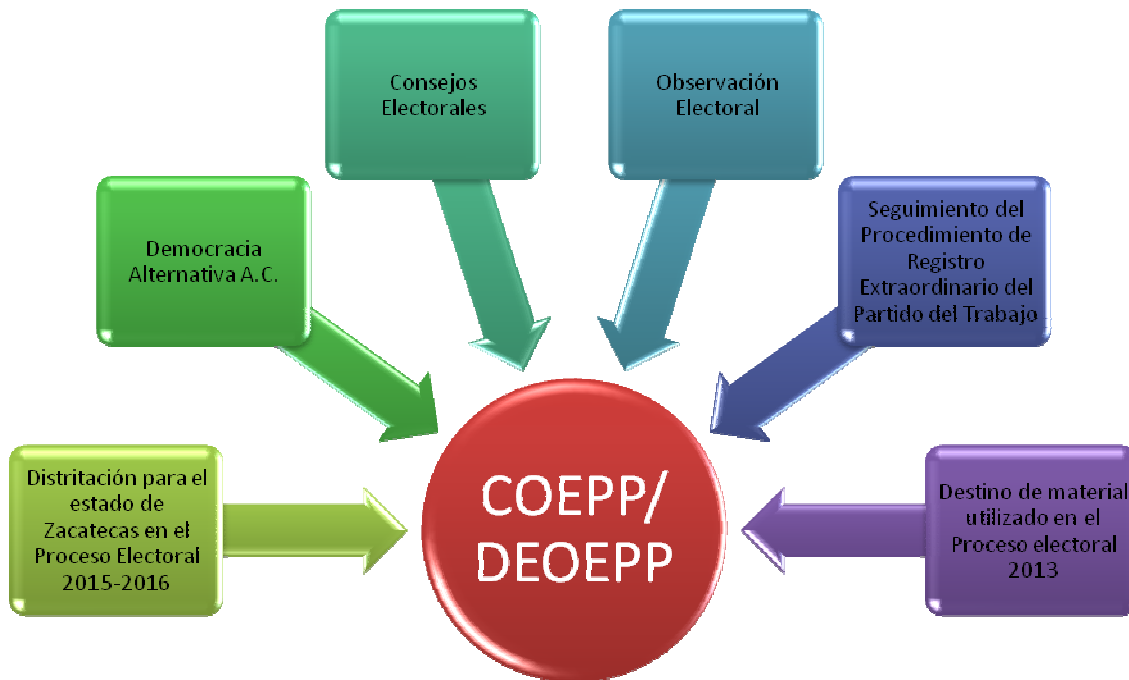 Distritación para el
estado de
Zacatecas en el
Proceso Electoral
2015-2016
Democracia
Alternativa A.C.
Consejos
Electorales
Observación
Electoral
Seguimiento del
Procedimiento de
Registro
Extraordinario del
Partido del Trabajo
Destino de material
utilizado en el
Proceso electoral
2013
COEPP/
DEOEPP